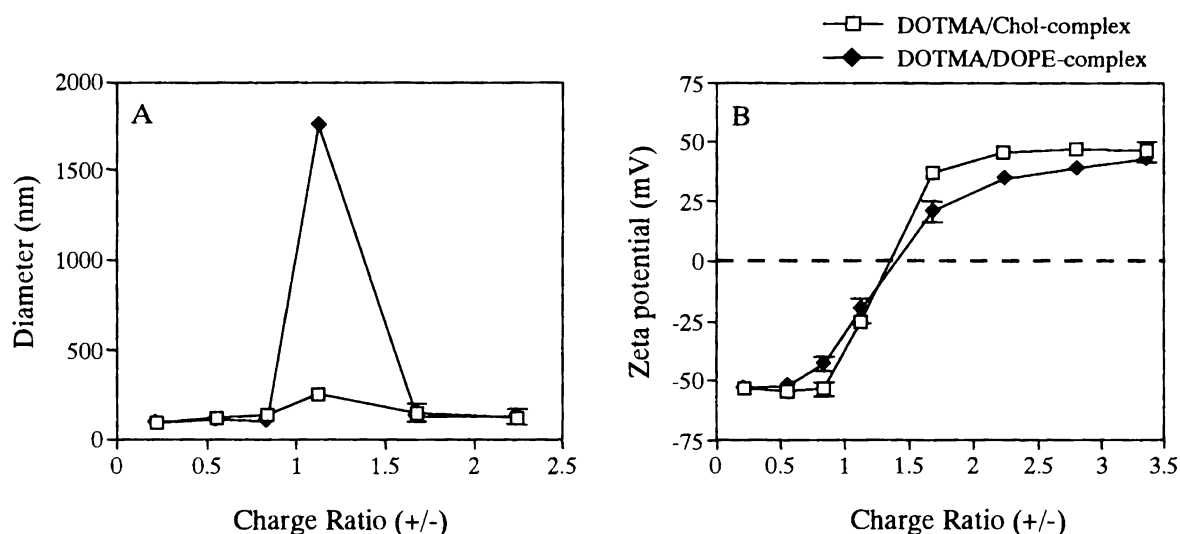 DOTMA/Chol-complex
DOTMA/DOPE-complex
A
Diameter (nm)
2000
1500
1000
500
0
0 0.5 1 1.5 2 2.5
Charge Ratio (+/-)
B
Zeta potential (mV)
75
50
25
0
-25
-50
-75
0 0.5 1 1.5 2 2.5 3 3.5
Charge Ratio (+/-)